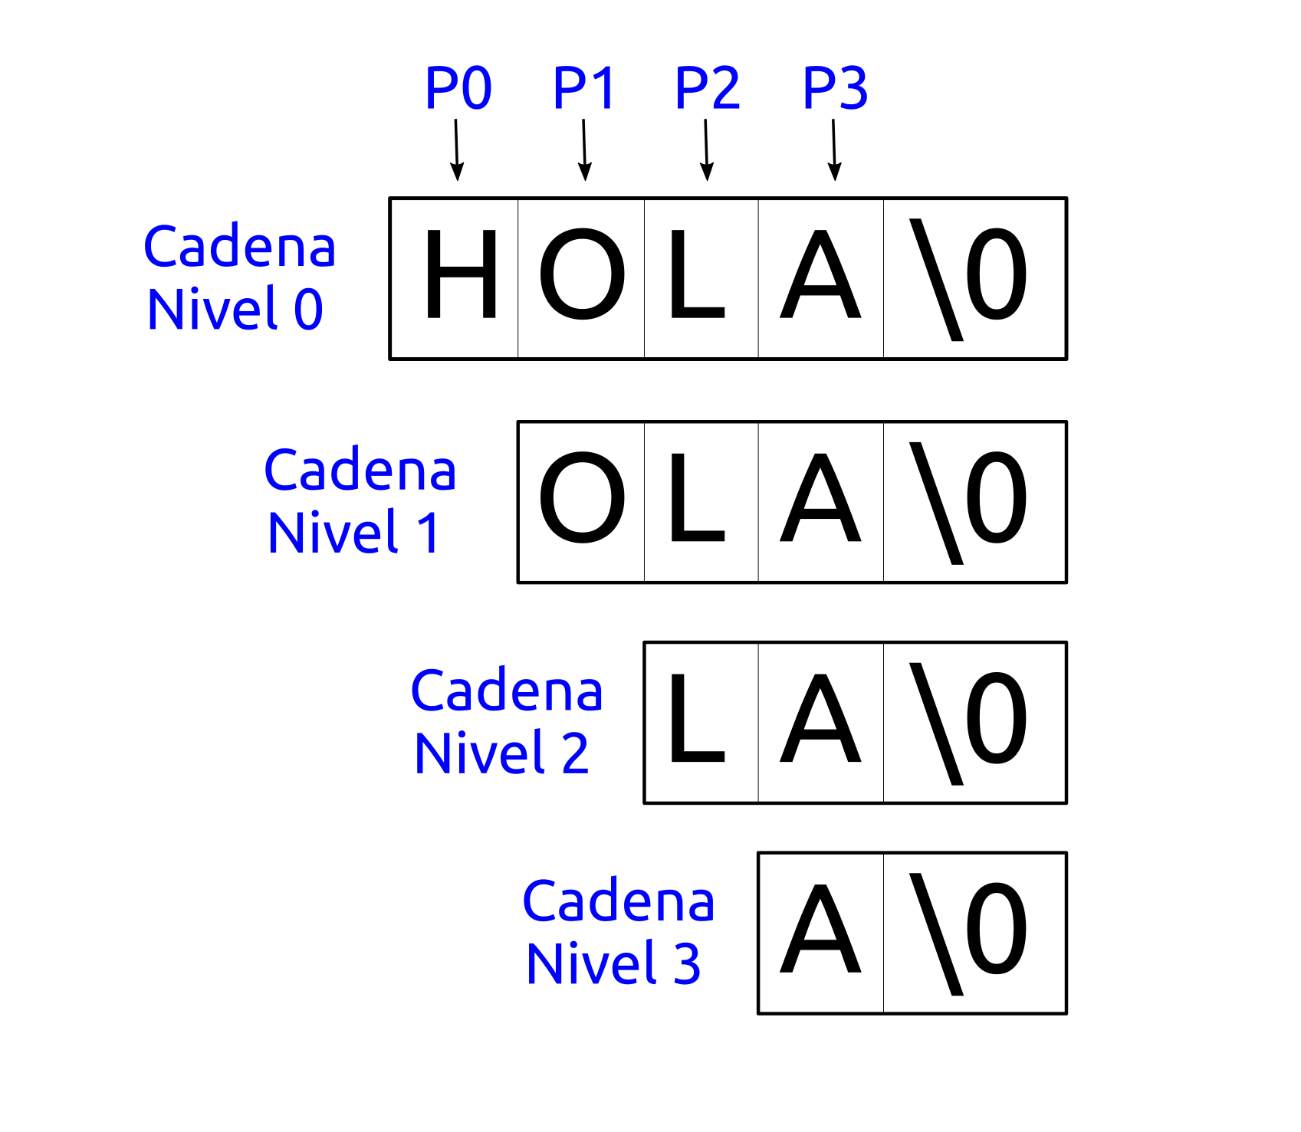 P0 P1 P2 P3
Cadena
Nivel 0
H O L A \0
Cadena
Nivel 1
O L A \0
Cadena
Nivel 2
L A \0
Cadena
Nivel 3
A \0